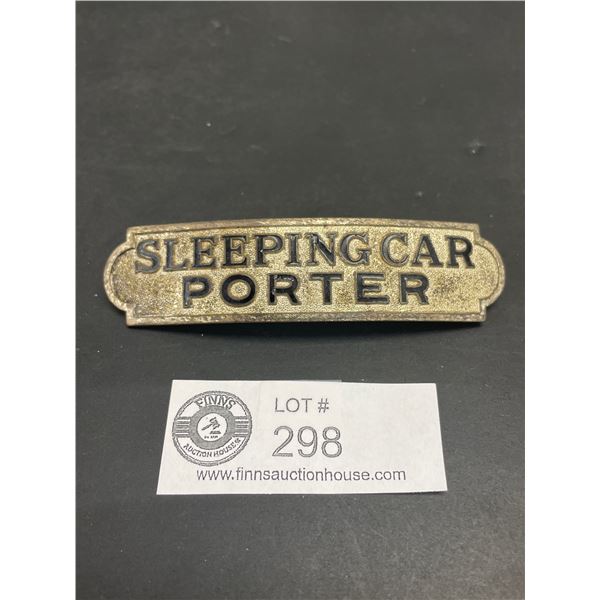 SLEEPING CAR
PORTER
FINNS
AUCTION HOUSE
LOT #
298
www.finnsauctionhouse.com